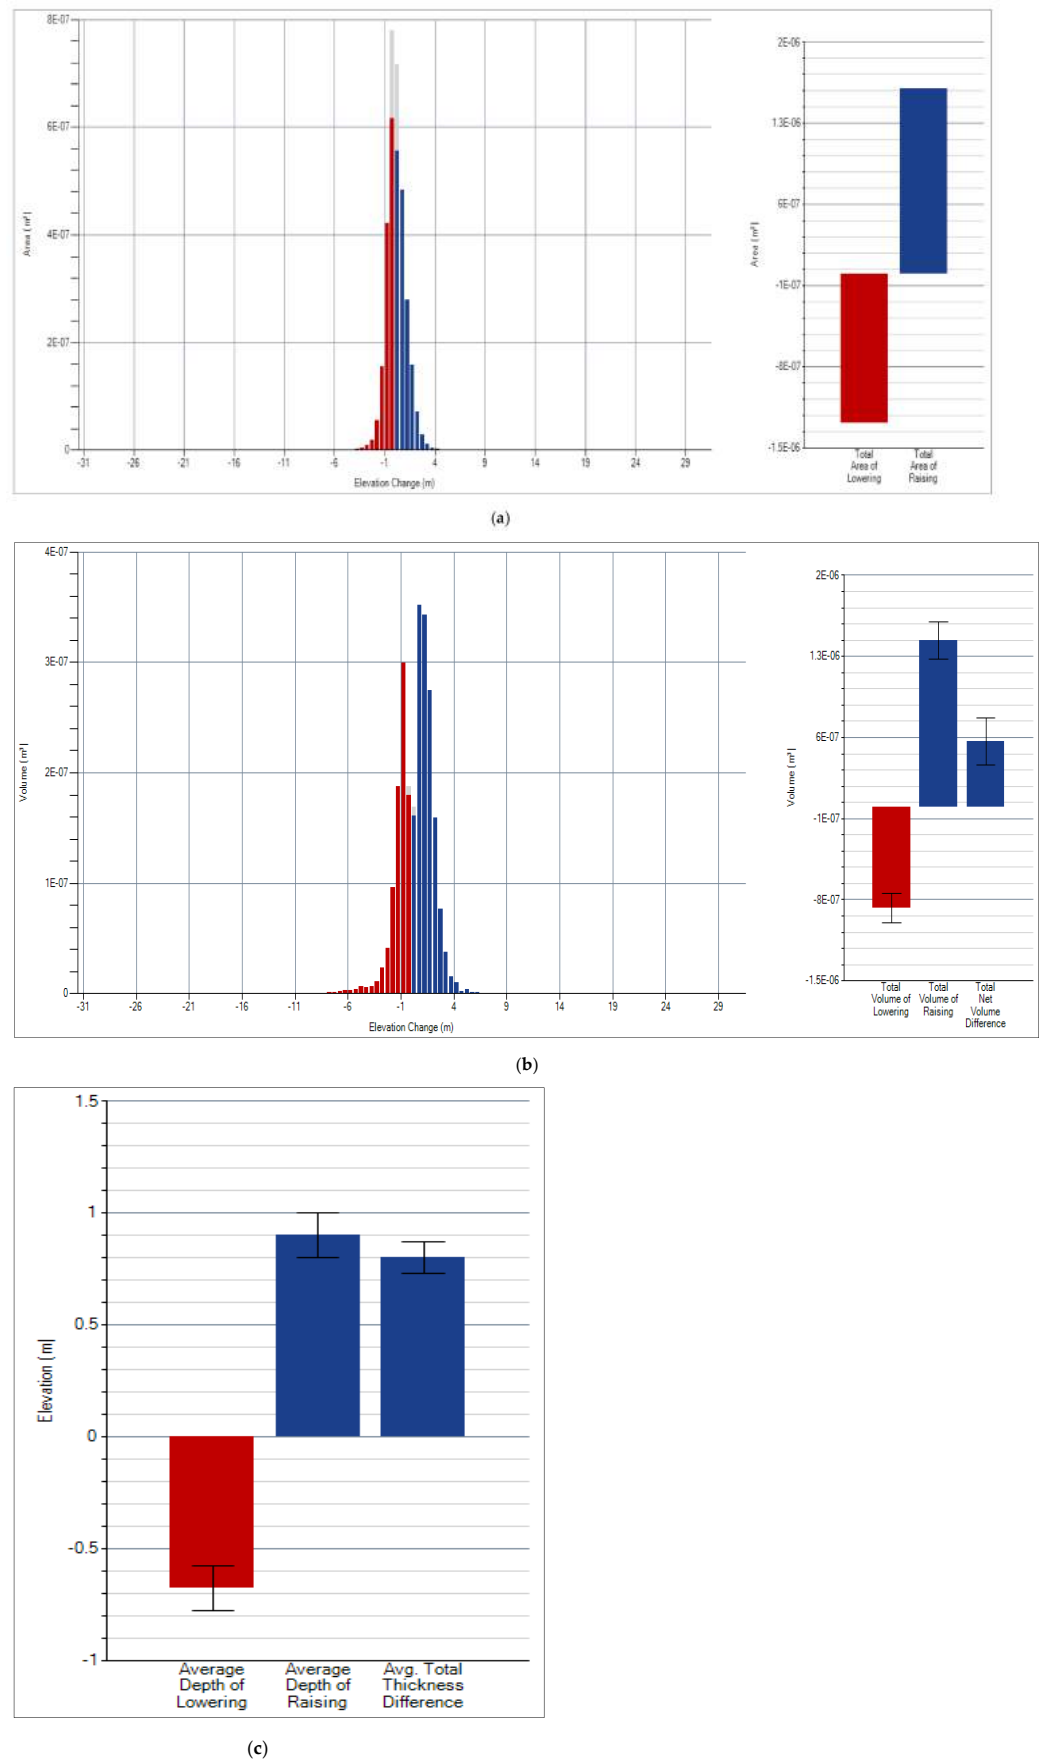 8E-07
6E-07
4E-07
2E-07
0
Area [m²]
-31 -26 -21 -16 -11 -6 -1 4 9 14 19 24 29
Elevation Change (m)
2E-06
1.3E-06
6E-07
-1E-07
-8E-07
-1.5E-06
Area [m²]
Total Total
Area of Area of
Lowering Raising
(a)
4E-07
3E-07
2E-07
1E-07
0
Volume [m³]
-31 -26 -21 -16 -11 -6 -1 4 9 14 19 24 29
Elevation Change (m)
2E-06
1.3E-06
6E-07
-1E-07
-8E-07
-1.5E-06
Volume [m³]
Total Total Total
Volume of Volume of Net
Lowering Raising Volume
Difference
(b)
1.5
1
0.5
0
-0.5
-1
Elevation [m]
Average Average Avg. Total
Depth of Depth of Thickness
Lowering Raising Difference
(c)